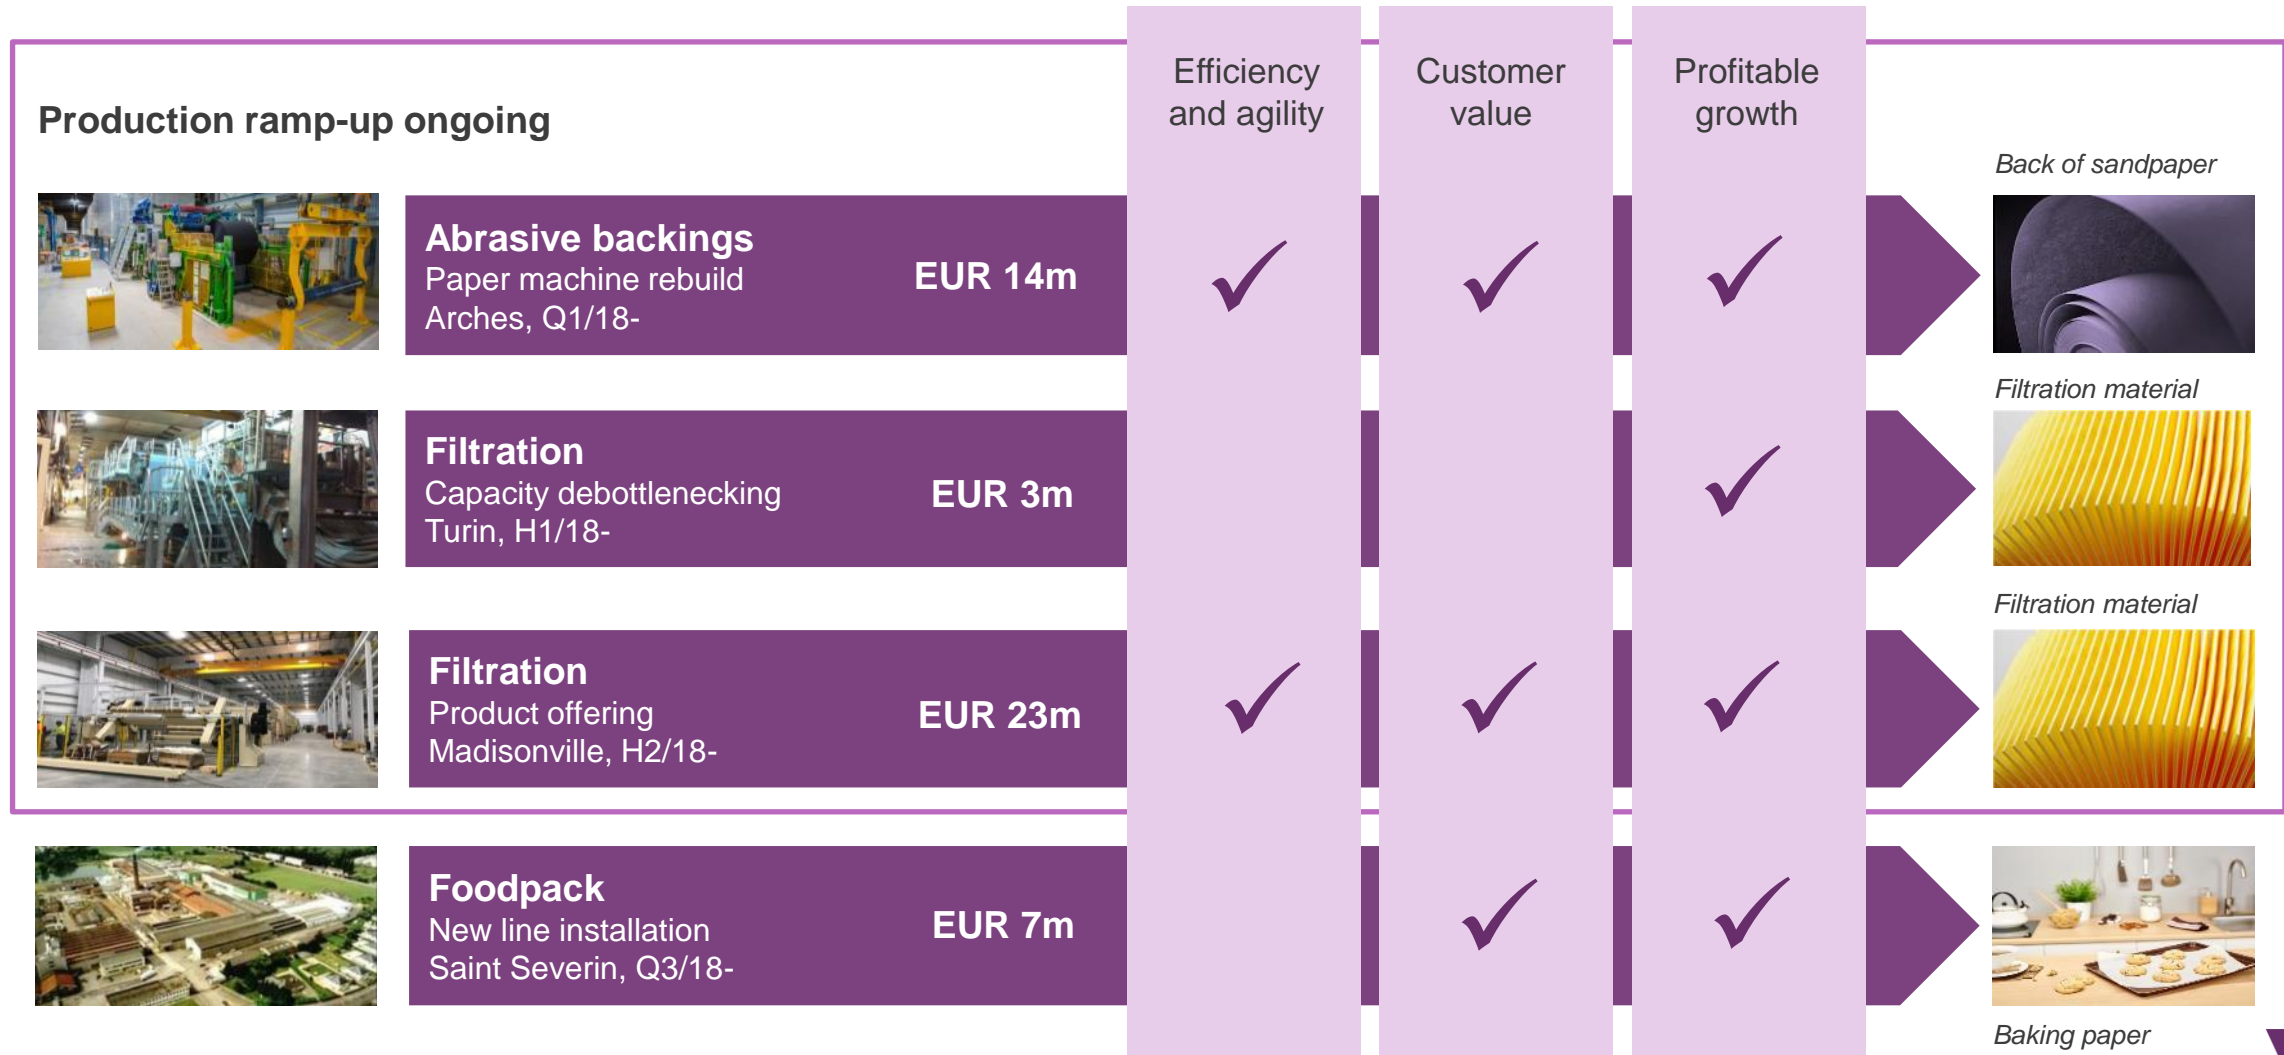 Efficiency
and agility
Customer
value
Profitable
growth
Production ramp-up ongoing
Back of sandpaper
Abrasive backings
Paper machine rebuild
Arches, Q1/18-
EUR 14m
Filtration material
Filtration
Capacity debottlenecking
Turin, H1/18-
EUR 3m
Filtration material
Filtration
Product offering
Madisonville, H2/18-
EUR 23m
Foodpack
New line installation
Saint Severin, Q3/18-
EUR 7m
Baking paper